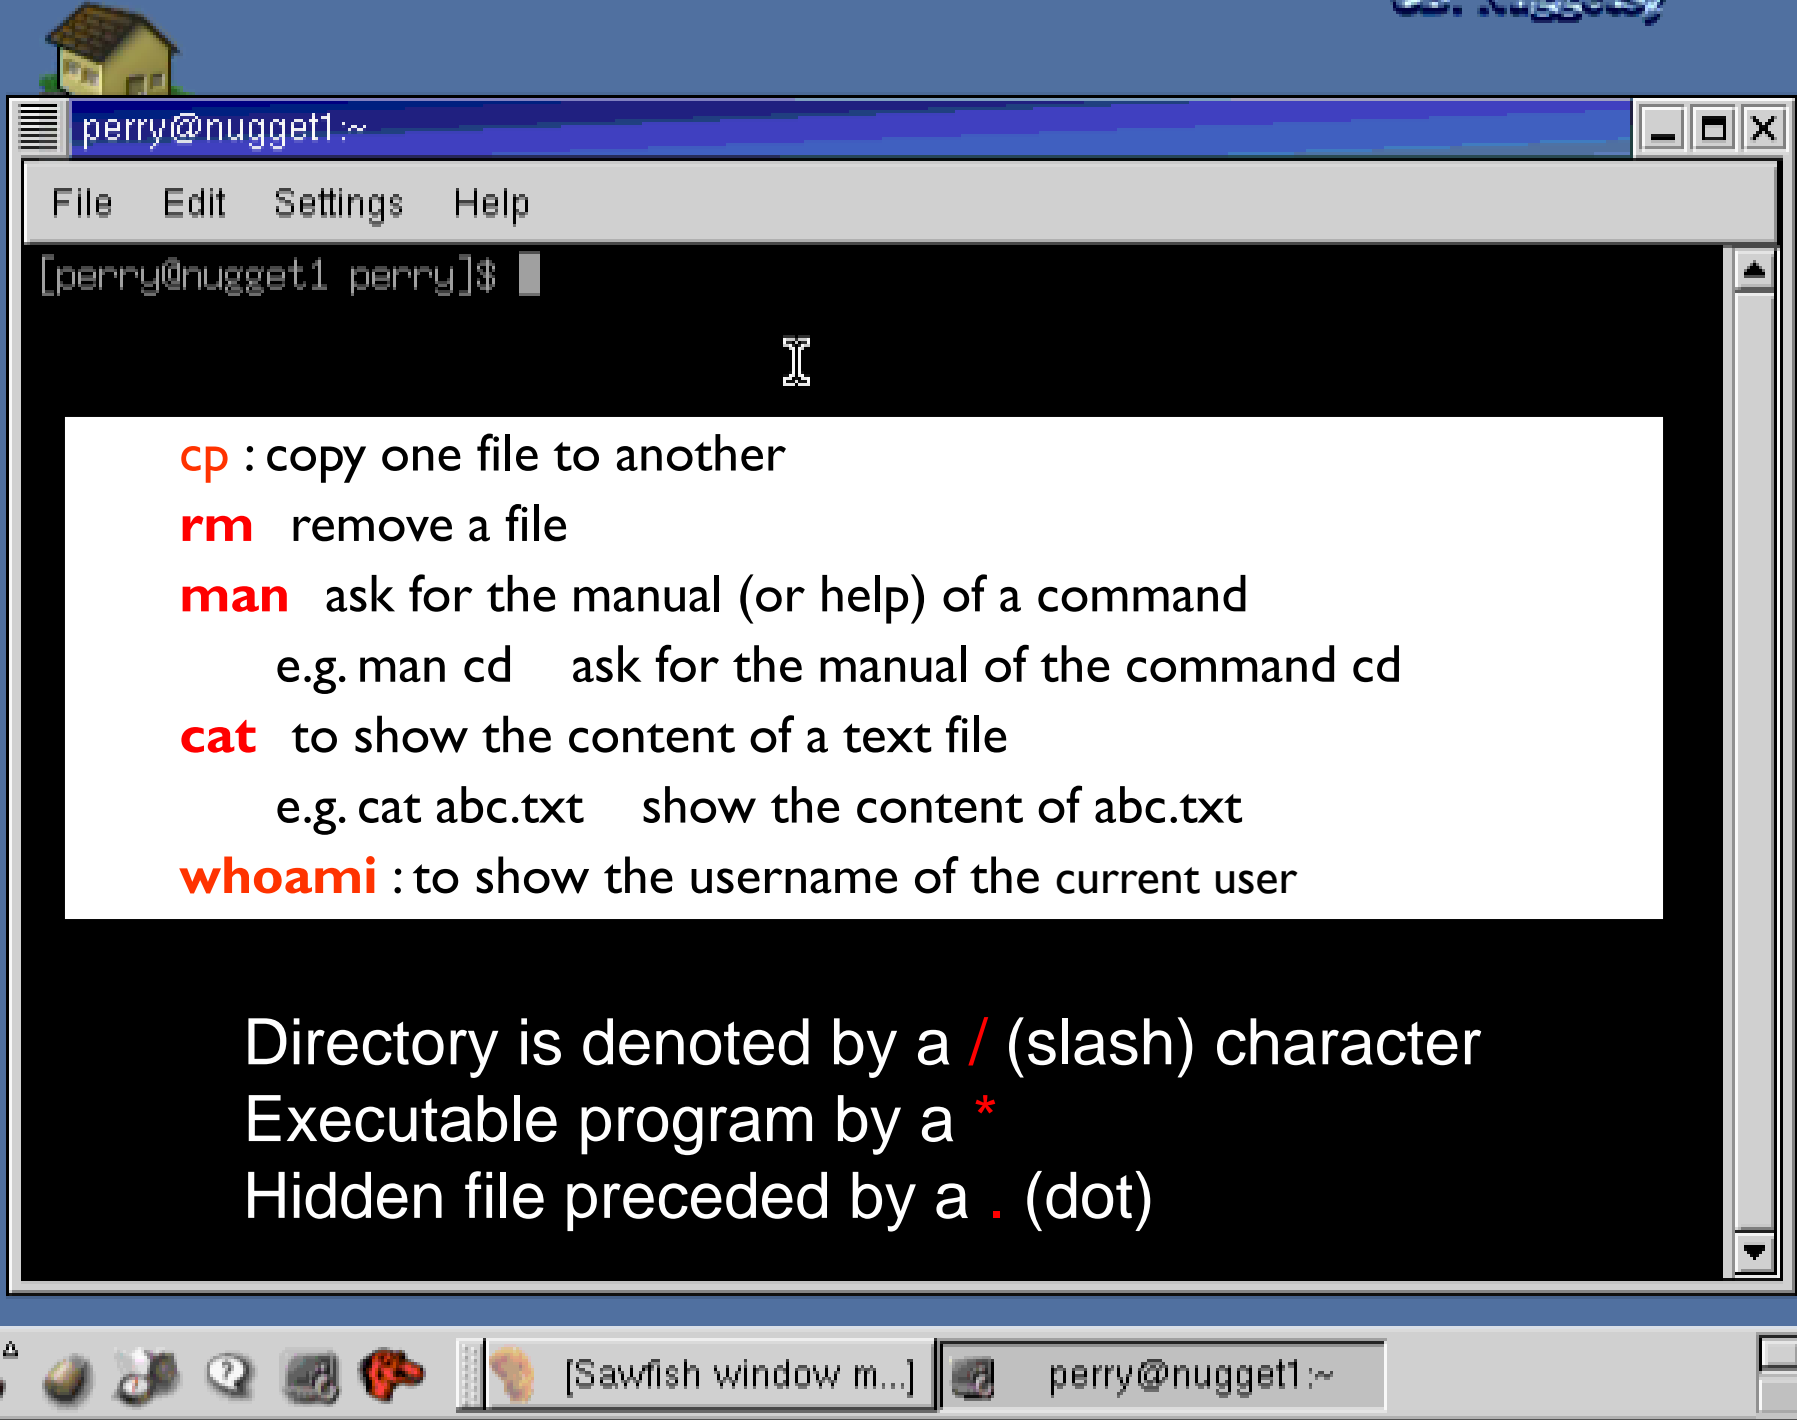 perry@nugget1:~
File Edit Settings Help
[perry@nugget1 perry]$
cp : copy one file to another
rm remove a file
man ask for the manual (or help) of a command
e.g. man cd ask for the manual of the command cd
cat to show the content of a text file
e.g. cat abc.txt show the content of abc.txt
whoami : to show the username of the current user
Directory is denoted by a / (slash) character
Executable program by a *
Hidden file preceded by a . (dot)
[Sawfish window m...] perry@nugget1:~